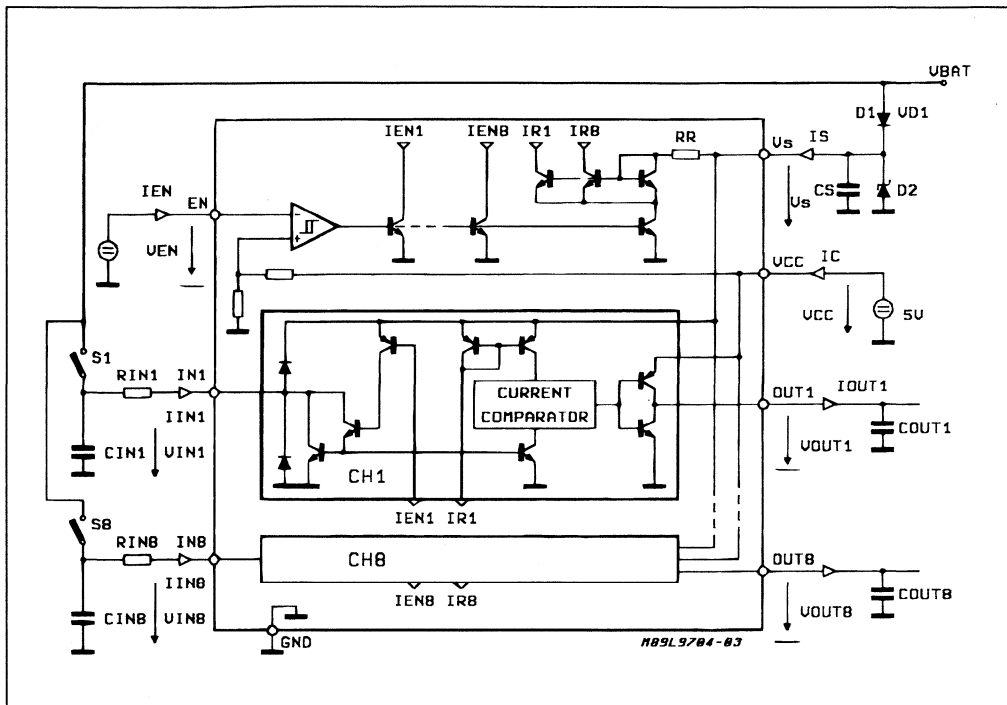 VBAT
D1 VD1
IEN1 IEN8 IR1 IR8 RR Vs IS
IEN EN CS D2
Vs
VEN
VCC IC
VCC 5V
S1
RIN1 IN1 CURRENT COMPARATOR OUT1 IOUT1
IIN1
CIN1 VIN1 COUT1
VOUT1
CH1
IEN1 IR1
S8
RIN8 IN8 CH8 OUT8
IIN8
IEN8 IR8 COUT8
CIN8 VIN8 VOUT8
GND
M89L9704-03